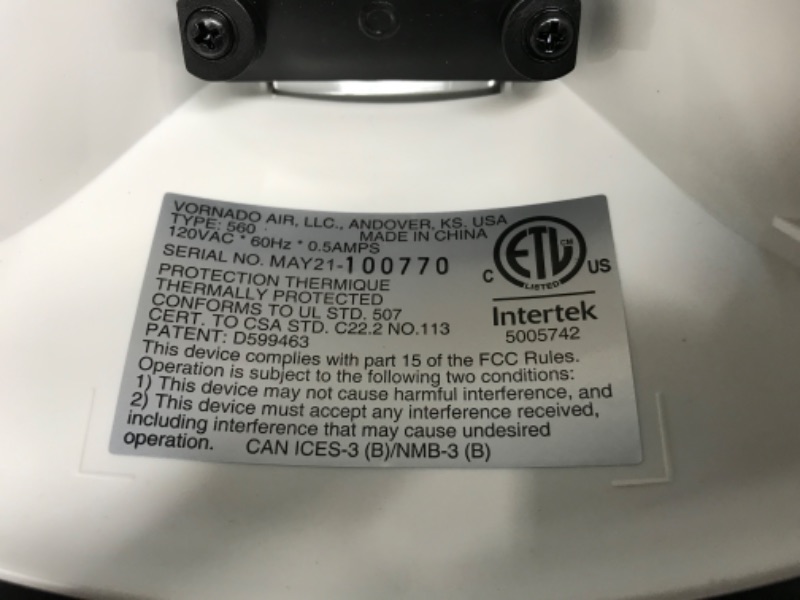 VORNADO AIR, LLC., ANDOVER, KS. USA
TYPE: 560 MADE IN CHINA
120VAC * 60Hz * 0.5AMPS
SERIAL NO. MAY21-100770
PROTECTION THERMIQUE
THERMALLY PROTECTED
CONFORMS TO UL STD. 507
CERT. TO CSA STD. C22.2 NO.113
PATENT: D599463
C ETL CM US
LISTED
Intertek
5005742
This device complies with part 15 of the FCC Rules.
Operation is subject to the following two conditions:
1) This device may not cause harmful interference, and
2) This device must accept any interference received,
including interference that may cause undesired
operation. CAN ICES-3 (B)/NMB-3 (B)